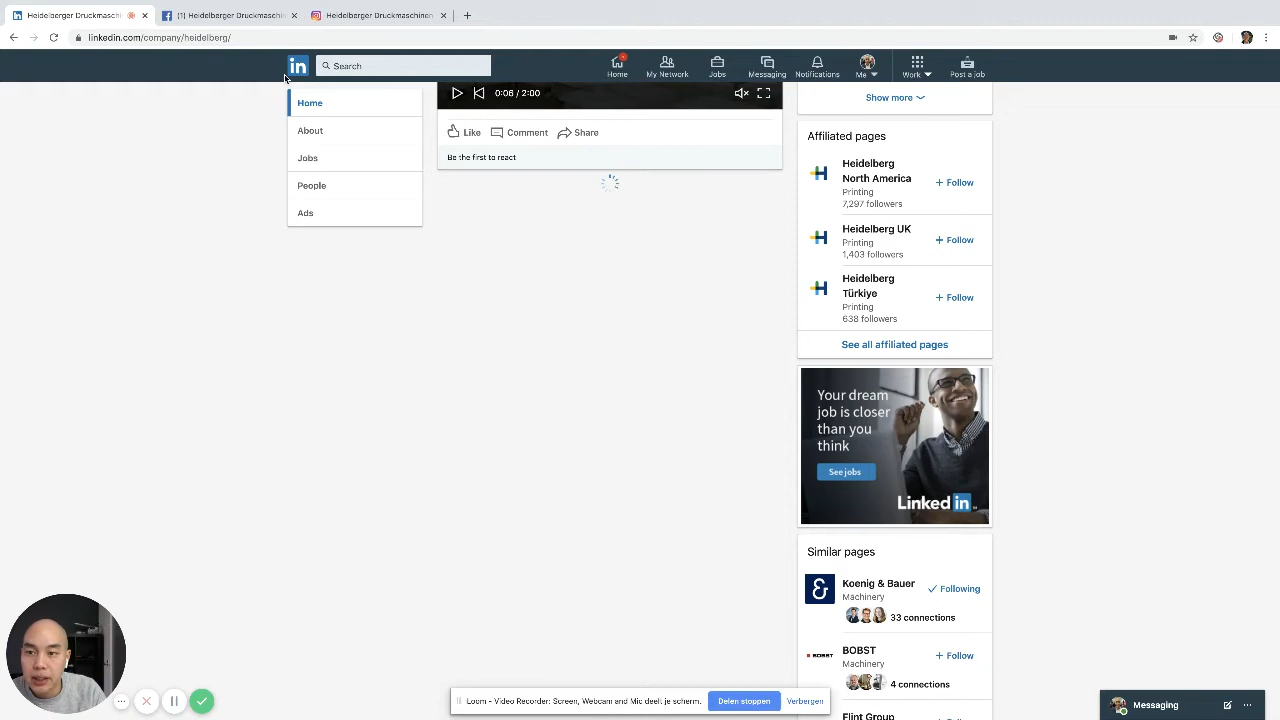 Heidelberger Druckmaschi
(1) Heidelberger Druckmaschin
Heidelberger Druckmaschinen
linkedin.com/company/heidelberg/
in
Search
Home
My Network
Jobs
Messaging
Notifications
Me
Work
Post a job
Home
About
Jobs
People
Ads
0:06 / 2:00
Like
Comment
Share
Be the first to react
Show more
Affiliated pages
Heidelberg
North America
Printing
7,297 followers
+ Follow
Heidelberg UK
Printing
1,403 followers
+ Follow
Heidelberg
Türkiye
Printing
638 followers
+ Follow
See all affiliated pages
Your dream
job is closer
than you
think
See jobs
Linked in
Similar pages
Koenig & Bauer
Machinery
33 connections
Following
&
BOBST
BOBST
Machinery
4 connections
+ Follow
Flint Group
Loom - Video Recorder: Screen, Webcam and Mic deelt je scherm.
Delen stoppen
Verbergen
Messaging